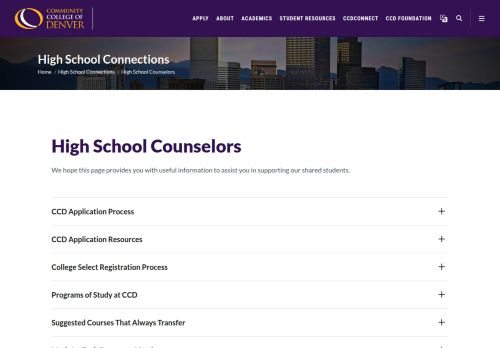 COMMUNITY
COLLEGE OF
DENVER
APPLY ABOUT ACADEMICS STUDENT RESOURCES CCDCONNECT CCD FOUNDATION
High School Connections
Home / High School Connections / High School Counselors
High School Counselors
We hope this page provides you with useful information to assist you in supporting our shared students.
CCD Application Process
CCD Application Resources
College Select Registration Process
Programs of Study at CCD
Suggested Courses That Always Transfer